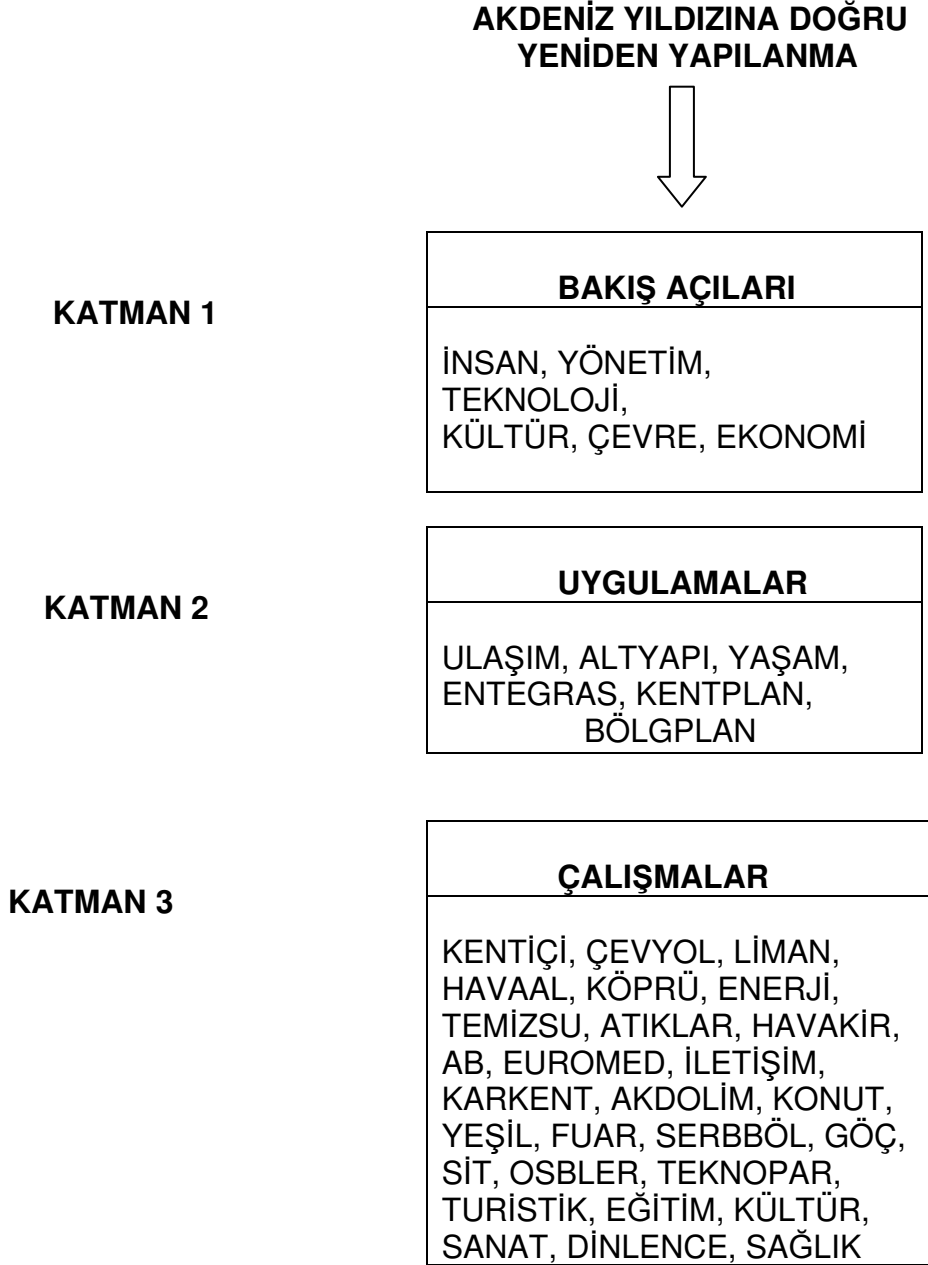 AKDENİZ YILDIZINA DOĞRU
YENİDEN YAPILANMA
KATMAN 1
BAKIŞ AÇILARI
İNSAN, YÖNETİM,
TEKNOLOJİ,
KÜLTÜR, ÇEVRE, EKONOMİ
KATMAN 2
UYGULAMALAR
ULAŞIM, ALTYAPI, YAŞAM,
ENTEGRAS, KENTPLAN,
BÖLGPLAN
KATMAN 3
ÇALIŞMALAR
KENTİÇİ, ÇEVYOL, LİMAN,
HAVAAL, KÖPRÜ, ENERJİ,
TEMİZSU, ATIKLAR, HAVAKİR,
AB, EUROMED, İLETİŞİM,
KARKENT, AKDOLİM, KONUT,
YEŞİL, FUAR, SERBBÖL, GÖÇ,
SİT, OSBLER, TEKNOPAR,
TURİSTİK, EĞİTİM, KÜLTÜR,
SANAT, DİNLENCE, SAĞLIK